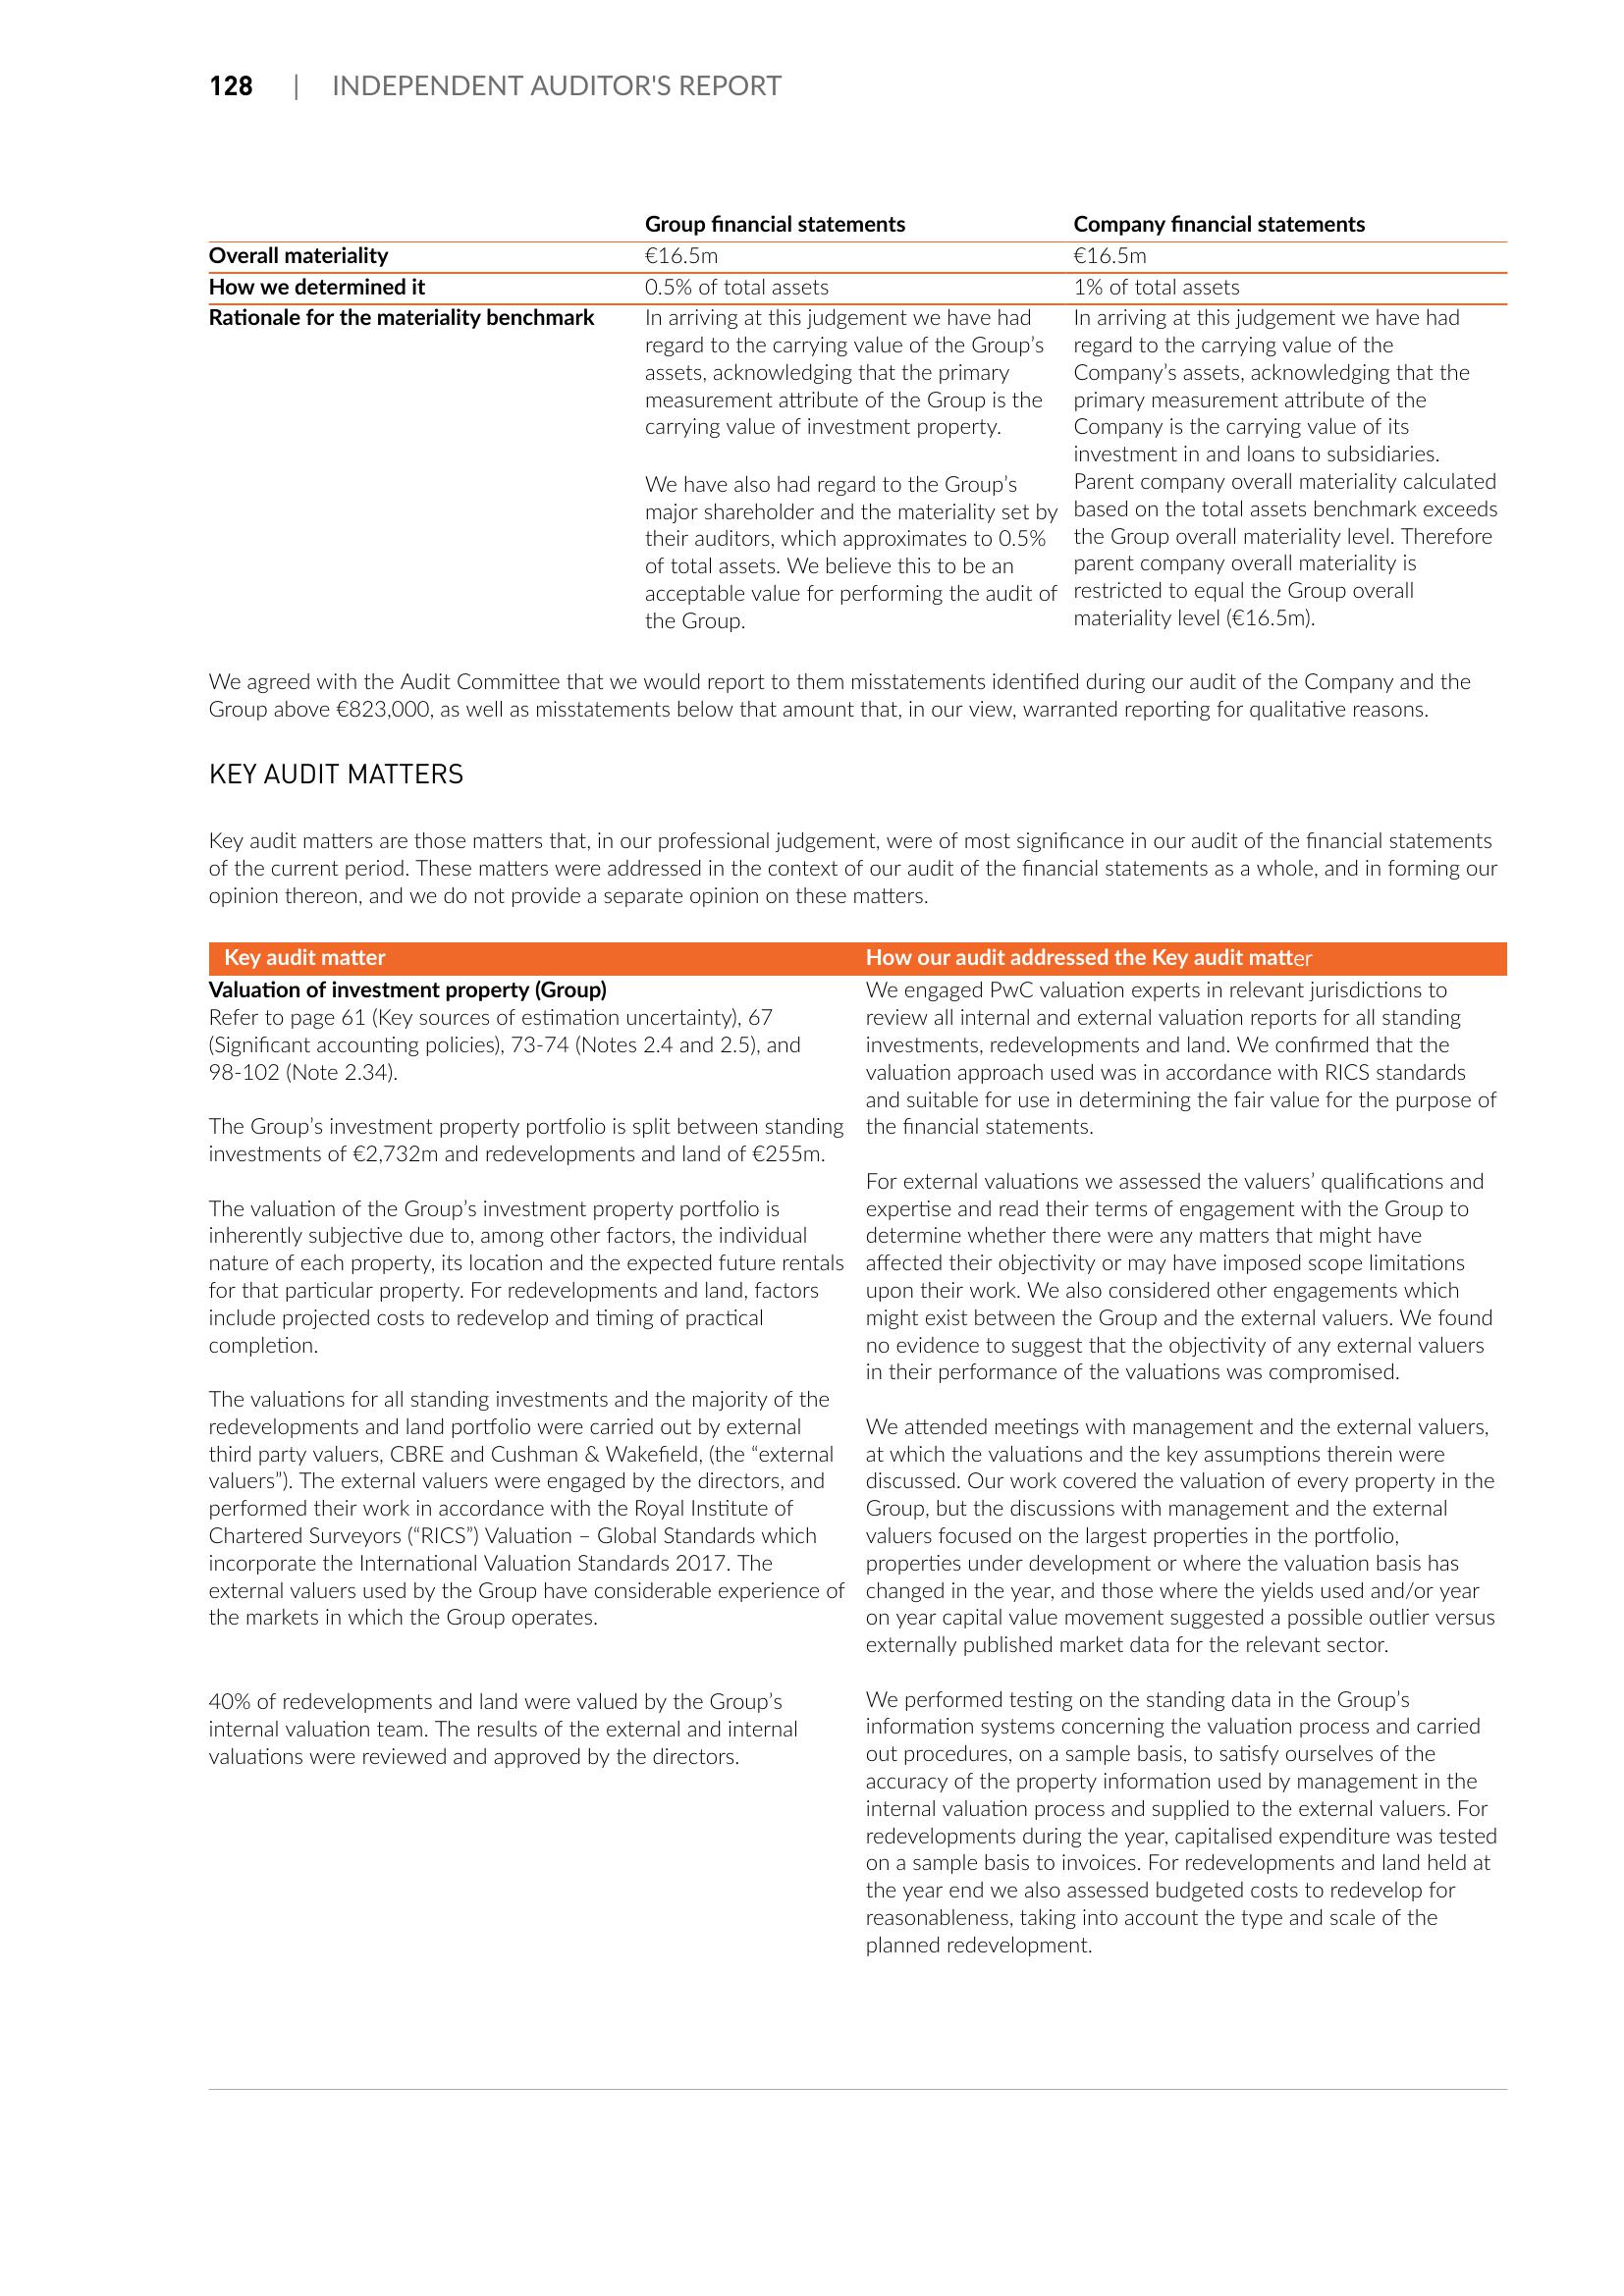 128 | INDEPENDENT AUDITOR'S REPORT
Group financial statements Company financial statements
Overall materiality €16.5m €16.5m
How we determined it 0.5% of total assets 1% of total assets
Rationale for the materiality benchmark
In arriving at this judgement we have had
regard to the carrying value of the Group's
assets, acknowledging that the primary
measurement attribute of the Group is the
carrying value of investment property.
We have also had regard to the Group's
major shareholder and the materiality set by
their auditors, which approximates to 0.5%
of total assets. We believe this to be an
acceptable value for performing the audit of
the Group.
In arriving at this judgement we have had
regard to the carrying value of the
Company's assets, acknowledging that the
primary measurement attribute of the
Company is the carrying value of its
investment in and loans to subsidiaries.
Parent company overall materiality calculated
based on the total assets benchmark exceeds
the Group overall materiality level. Therefore
parent company overall materiality is
restricted to equal the Group overall
materiality level (€16.5m).
We agreed with the Audit Committee that we would report to them misstatements identified during our audit of the Company and the
Group above €823,000, as well as misstatements below that amount that, in our view, warranted reporting for qualitative reasons.
KEY AUDIT MATTERS
Key audit matters are those matters that, in our professional judgement, were of most significance in our audit of the financial statements
of the current period. These matters were addressed in the context of our audit of the financial statements as a whole, and in forming our
opinion thereon, and we do not provide a separate opinion on these matters.
Key audit matter How our audit addressed the Key audit matter
Valuation of investment property (Group)
Refer to page 61 (Key sources of estimation uncertainty), 67
(Significant accounting policies), 73-74 (Notes 2.4 and 2.5), and
98-102 (Note 2.34).
The Group's investment property portfolio is split between standing
investments of €2,732m and redevelopments and land of €255m.
The valuation of the Group's investment property portfolio is
inherently subjective due to, among other factors, the individual
nature of each property, its location and the expected future rentals
for that particular property. For redevelopments and land, factors
include projected costs to redevelop and timing of practical
completion.
The valuations for all standing investments and the majority of the
redevelopments and land portfolio were carried out by external
third party valuers, CBRE and Cushman & Wakefield, (the “external
valuers”). The external valuers were engaged by the directors, and
performed their work in accordance with the Royal Institute of
Chartered Surveyors (“RICS”) Valuation – Global Standards which
incorporate the International Valuation Standards 2017. The
external valuers used by the Group have considerable experience of
the markets in which the Group operates.
40% of redevelopments and land were valued by the Group's
internal valuation team. The results of the external and internal
valuations were reviewed and approved by the directors.
We engaged PwC valuation experts in relevant jurisdictions to
review all internal and external valuation reports for all standing
investments, redevelopments and land. We confirmed that the
valuation approach used was in accordance with RICS standards
and suitable for use in determining the fair value for the purpose of
the financial statements.
For external valuations we assessed the valuers' qualifications and
expertise and read their terms of engagement with the Group to
determine whether there were any matters that might have
affected their objectivity or may have imposed scope limitations
upon their work. We also considered other engagements which
might exist between the Group and the external valuers. We found
no evidence to suggest that the objectivity of any external valuers
in their performance of the valuations was compromised.
We attended meetings with management and the external valuers,
at which the valuations and the key assumptions therein were
discussed. Our work covered the valuation of every property in the
Group, but the discussions with management and the external
valuers focused on the largest properties in the portfolio,
properties under development or where the valuation basis has
changed in the year, and those where the yields used and/or year
on year capital value movement suggested a possible outlier versus
externally published market data for the relevant sector.
We performed testing on the standing data in the Group's
information systems concerning the valuation process and carried
out procedures, on a sample basis, to satisfy ourselves of the
accuracy of the property information used by management in the
internal valuation process and supplied to the external valuers. For
redevelopments during the year, capitalised expenditure was tested
on a sample basis to invoices. For redevelopments and land held at
the year end we also assessed budgeted costs to redevelop for
reasonableness, taking into account the type and scale of the
planned redevelopment.